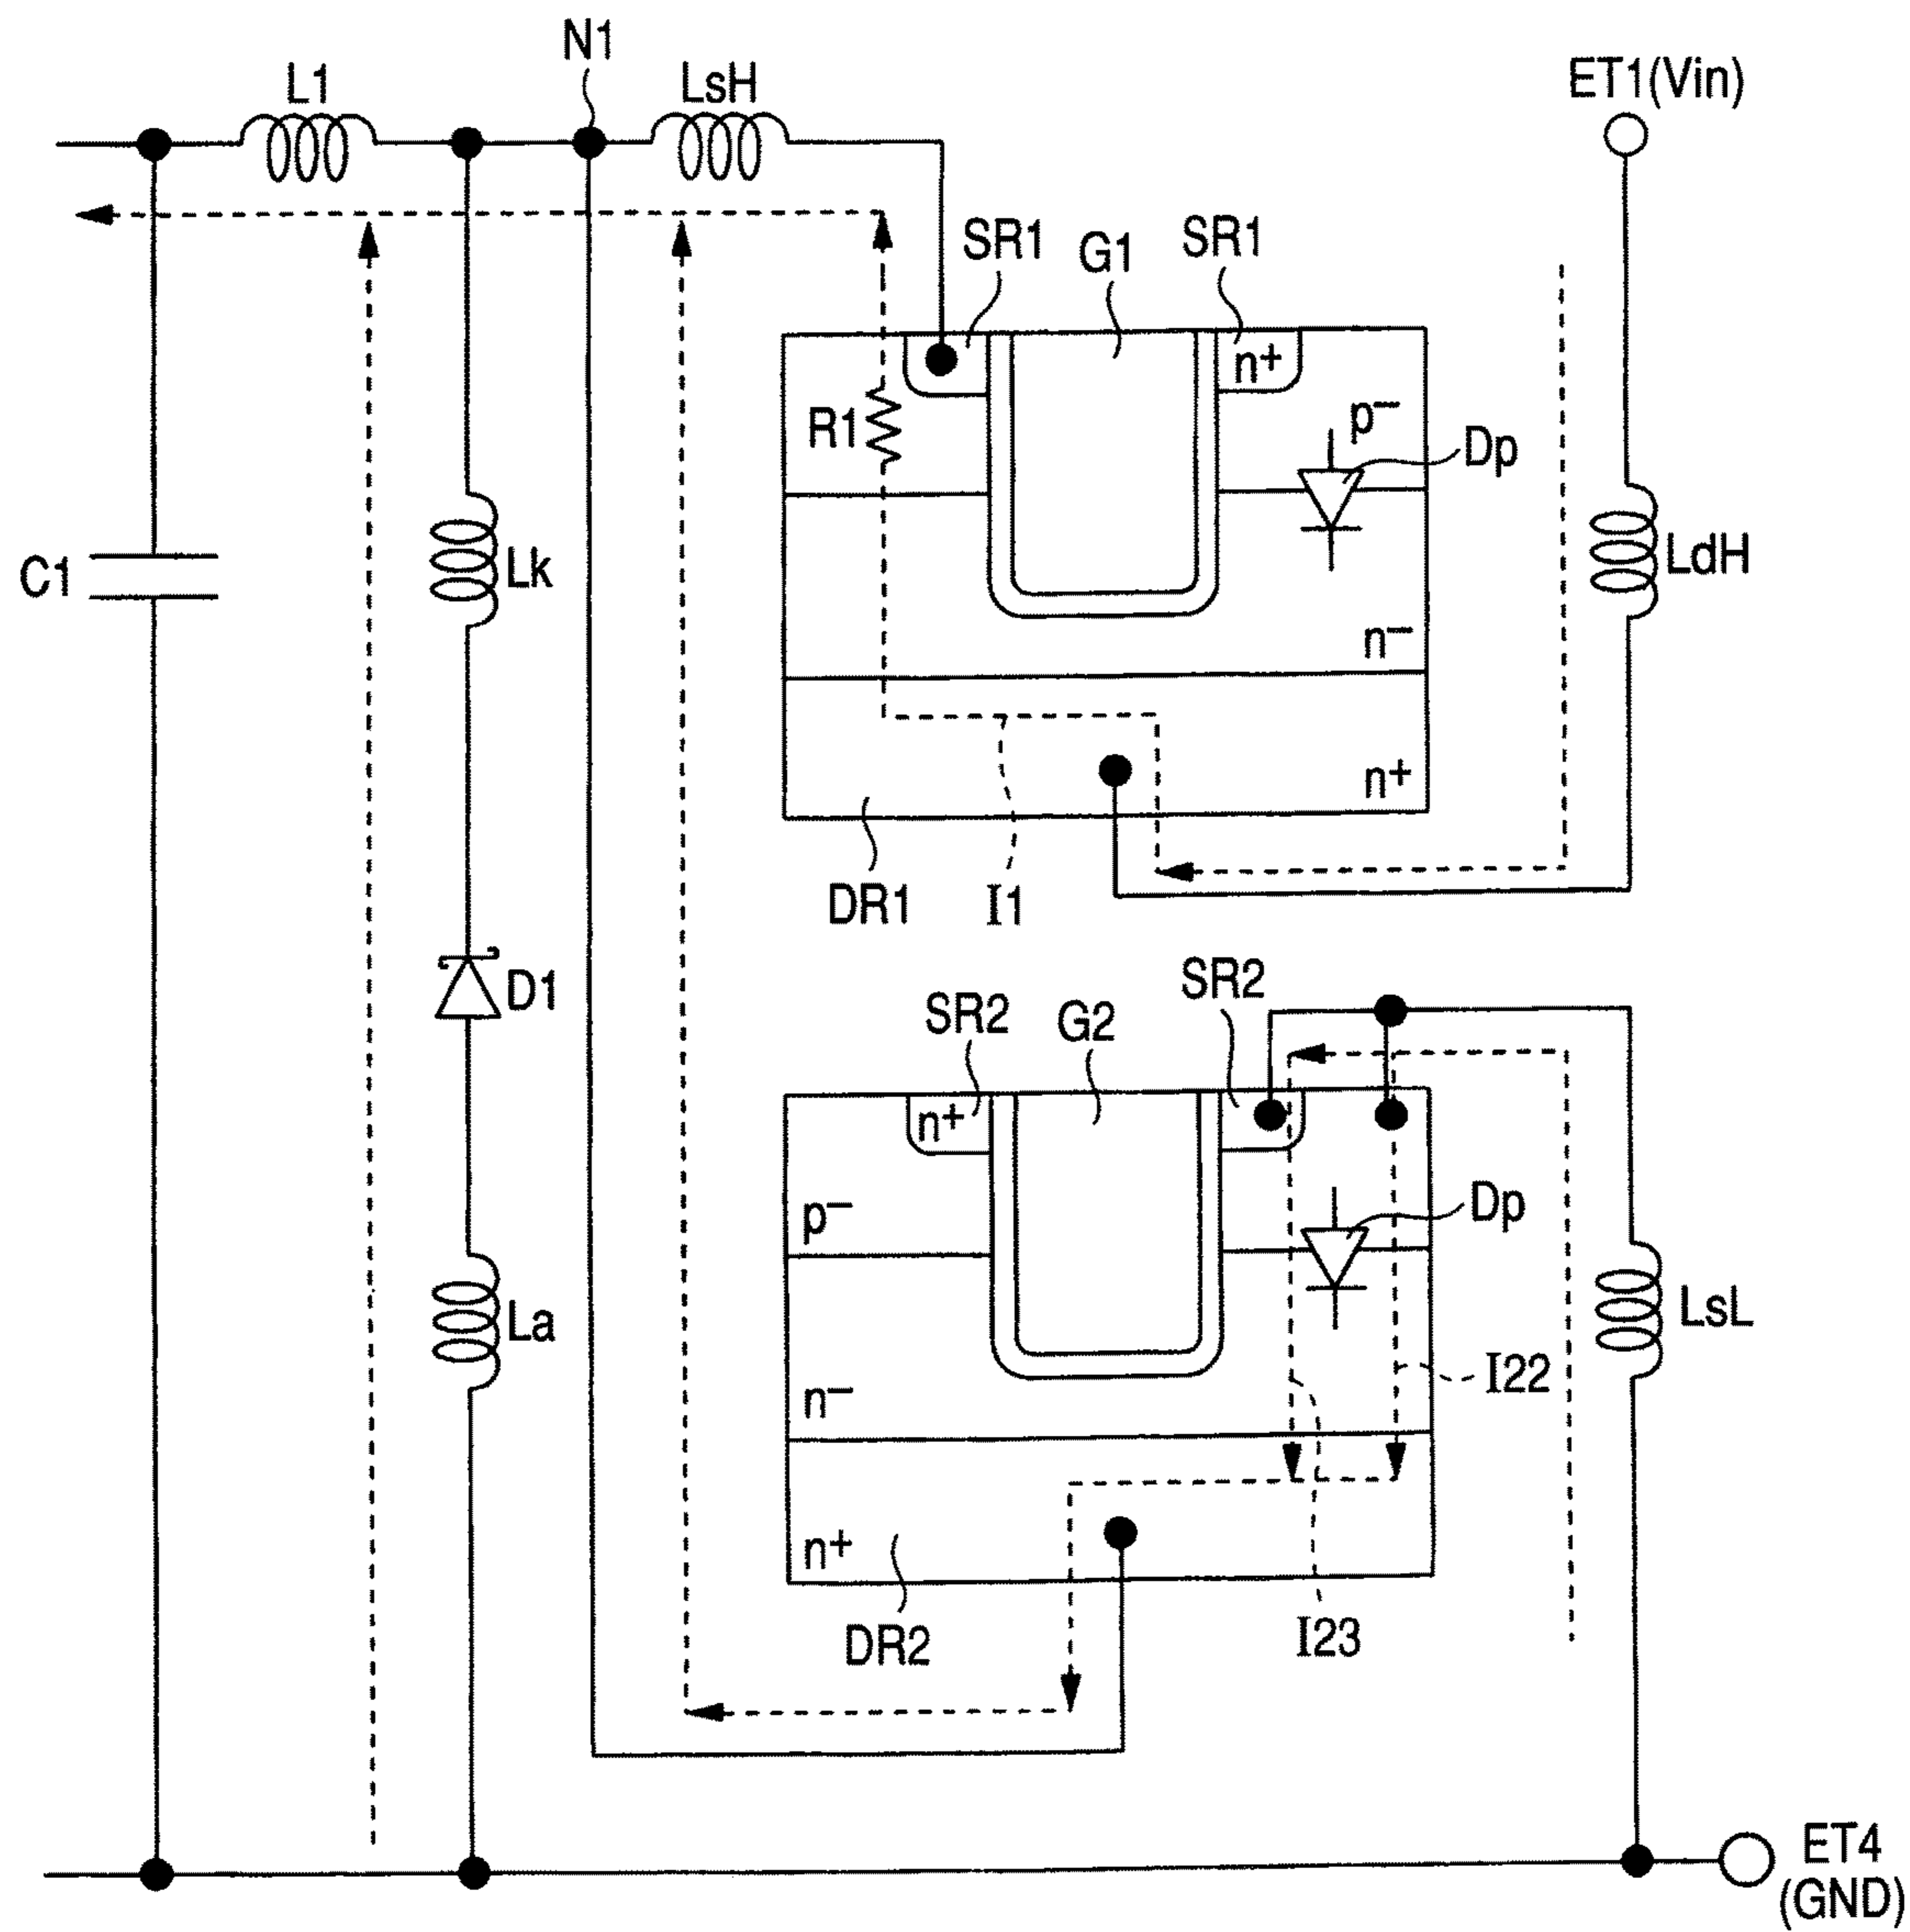 N1
L1
LsH
ET1(Vin)
SR1
G1
SR1
n+
R1
p−
Dp
C1
Lk
LdH
n−
n+
DR1
I1
D1
SR2
G2
SR2
n+
p−
Dp
La
LsL
n−
I22
n+
DR2
I23
ET4
(GND)